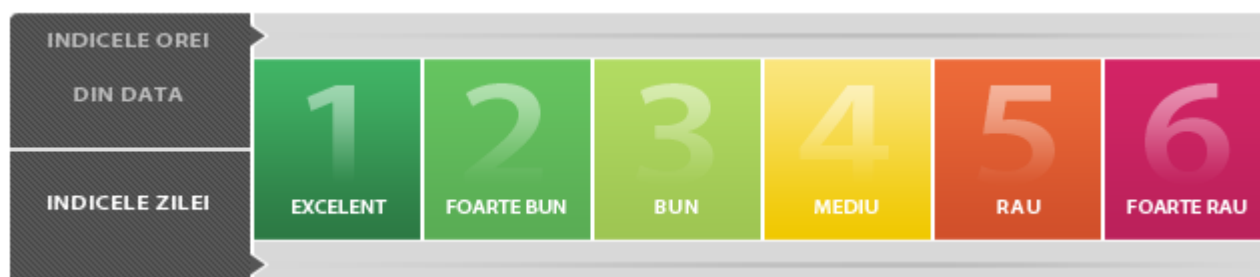 INDICELE OREI
DIN DATA
INDICELE ZILEI
1
EXCELENT
2
FOARTE BUN
3
BUN
4
MEDIU
5
RAU
6
FOARTE RAU